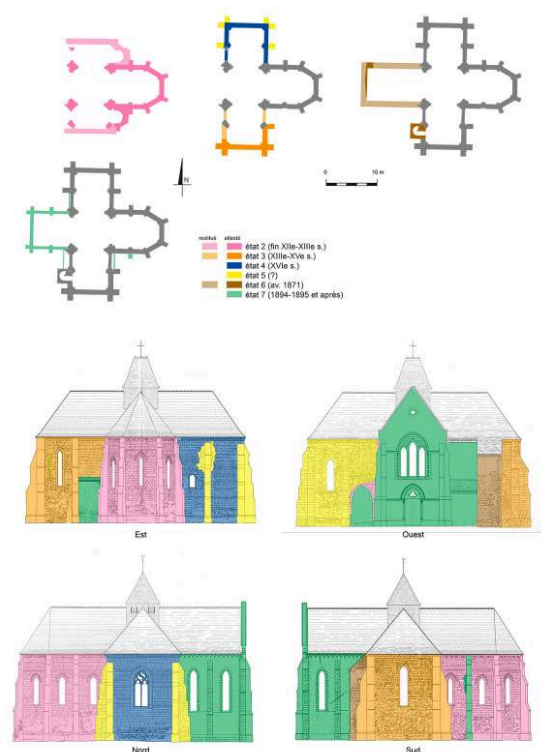 N
10 m
restitué attesté
état 2 (fin XIIe-XIIIe s.)
état 3 (XIIIe-XVe s.)
état 4 (XVIe s.)
état 5 (?)
état 6 (av. 1871)
état 7 (1894-1895 et après)
Est
Ouest
Nord
Sud